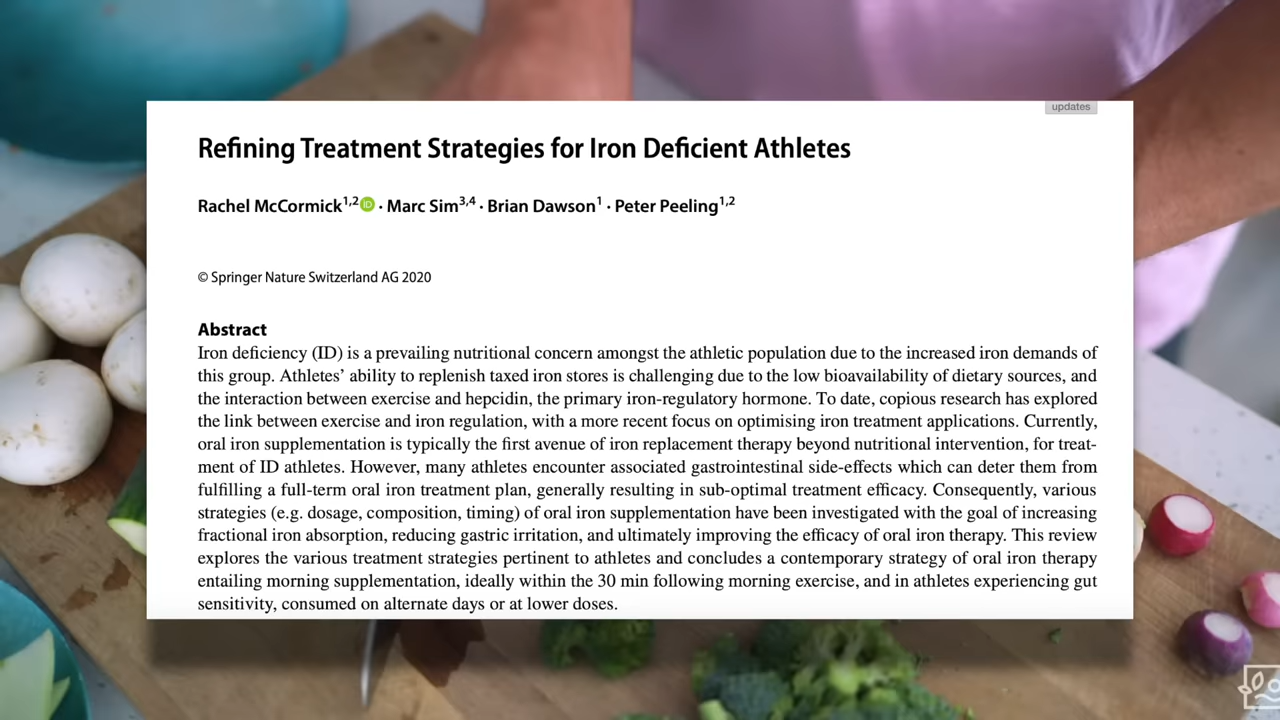 updates
Refining Treatment Strategies for Iron Deficient Athletes
Rachel McCormick1,2 iD · Marc Sim3,4 · Brian Dawson1 · Peter Peeling1,2
© Springer Nature Switzerland AG 2020
Abstract
Iron deficiency (ID) is a prevailing nutritional concern amongst the athletic population due to the increased iron demands of
this group. Athletes’ ability to replenish taxed iron stores is challenging due to the low bioavailability of dietary sources, and
the interaction between exercise and hepcidin, the primary iron-regulatory hormone. To date, copious research has explored
the link between exercise and iron regulation, with a more recent focus on optimising iron treatment applications. Currently,
oral iron supplementation is typically the first avenue of iron replacement therapy beyond nutritional intervention, for treat-
ment of ID athletes. However, many athletes encounter associated gastrointestinal side-effects which can deter them from
fulfilling a full-term oral iron treatment plan, generally resulting in sub-optimal treatment efficacy. Consequently, various
strategies (e.g. dosage, composition, timing) of oral iron supplementation have been investigated with the goal of increasing
fractional iron absorption, reducing gastric irritation, and ultimately improving the efficacy of oral iron therapy. This review
explores the various treatment strategies pertinent to athletes and concludes a contemporary strategy of oral iron therapy
entailing morning supplementation, ideally within the 30 min following morning exercise, and in athletes experiencing gut
sensitivity, consumed on alternate days or at lower doses.